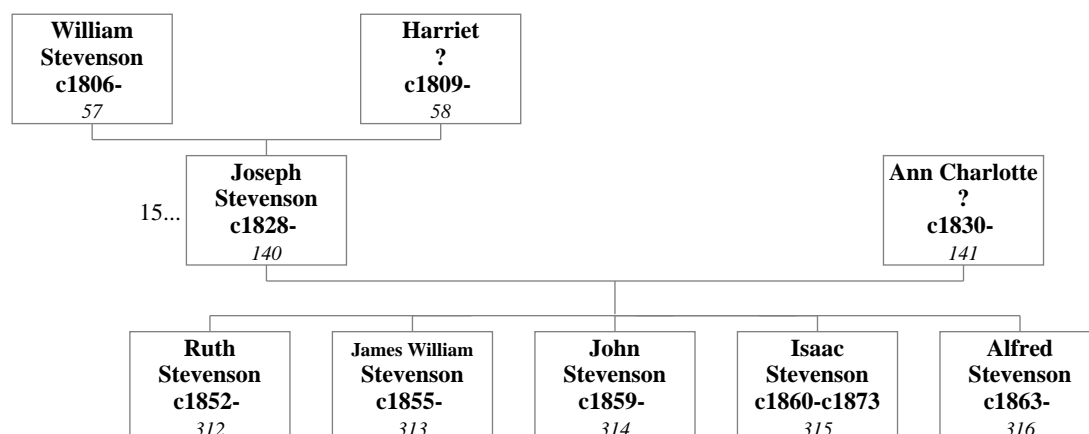 William
Stevenson
c1806-
57
Harriet
?
c1809-
58
15...
Joseph
Stevenson
c1828-
140
Ann Charlotte
?
c1830-
141
Ruth
Stevenson
c1852-
312
James William
Stevenson
c1855-
313
John
Stevenson
c1859-
314
Isaac
Stevenson
c1860-c1873
315
Alfred
Stevenson
c1863-
316